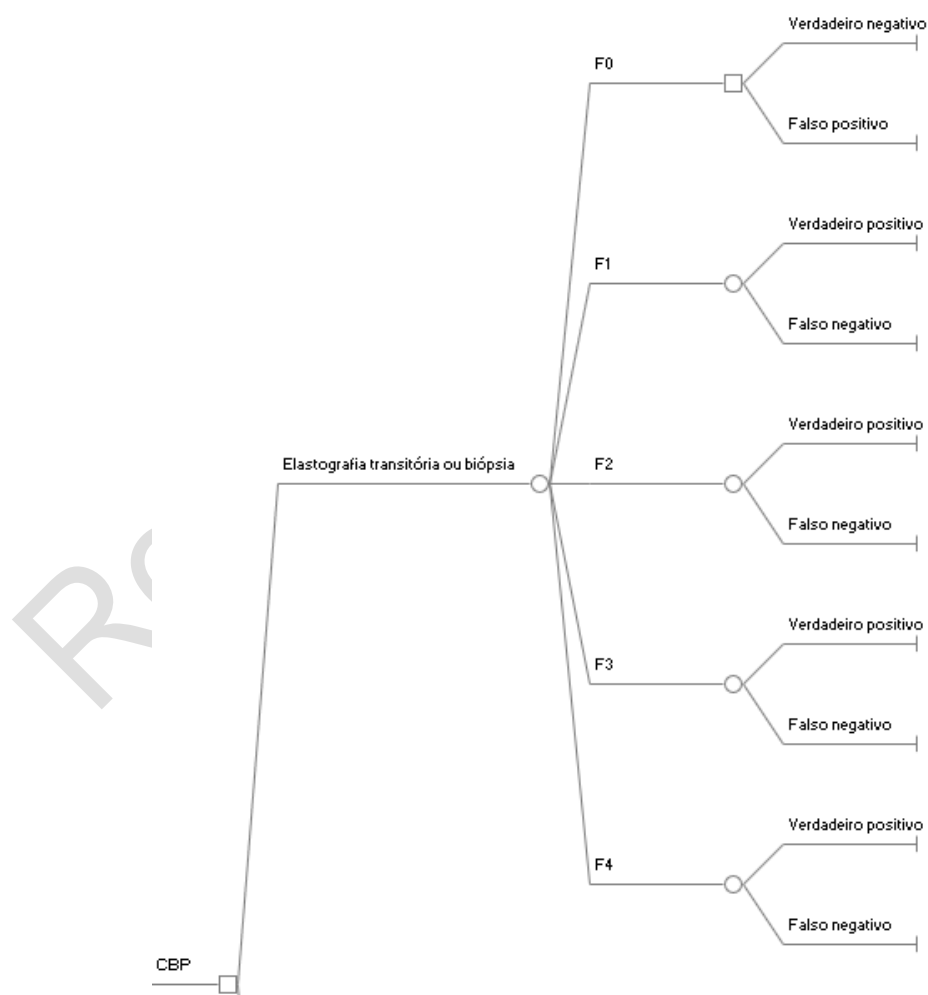 Verdadeiro negativo
F0
Falso positivo
Verdadeiro positivo
F1
Falso negativo
Verdadeiro positivo
Elastografia transitória ou biópsia
F2
Falso negativo
Verdadeiro positivo
F3
Falso negativo
Verdadeiro positivo
F4
Falso negativo
CBP